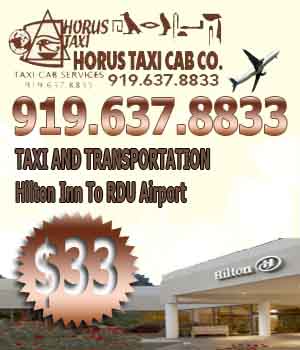 HORUS
TAXI
HORUS TAXI CAB CO.
TAXI CAB SERVICES
919.637.8833
919.637.8833
919.637.8833
TAXI AND TRANSPORTATION
Hilton Inn To RDU Airport
$33
Hilton
H